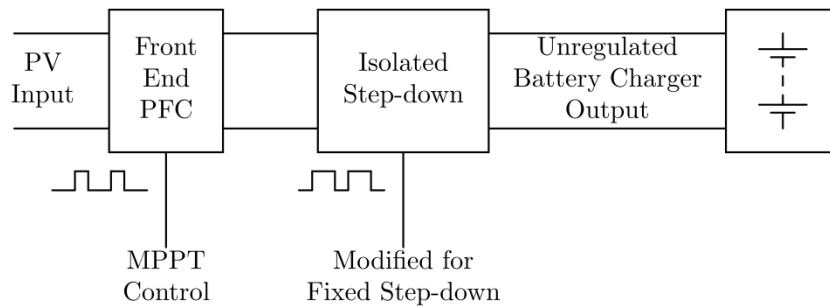 PV
Input
Front
End
PFC
Isolated
Step-down
Unregulated
Battery Charger
Output
MPPT
Control
Modified for
Fixed Step-down